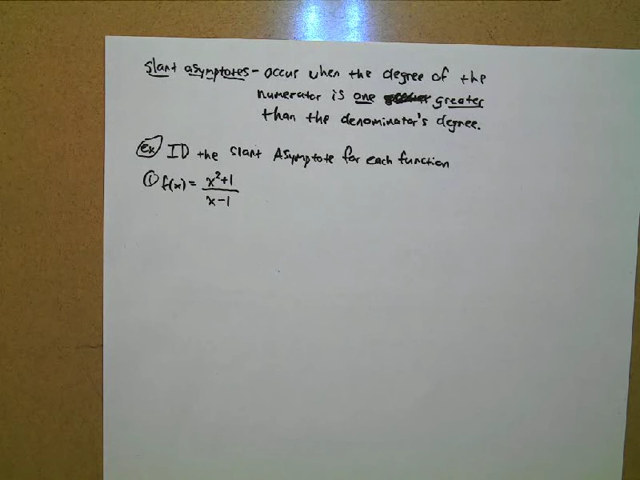 Slant asymptotes - occur when the degree of the
numerator is one greater
than the denominator's degree.
ex ID the slant Asymptote for each function
① f(x) = x²+1 / x-1